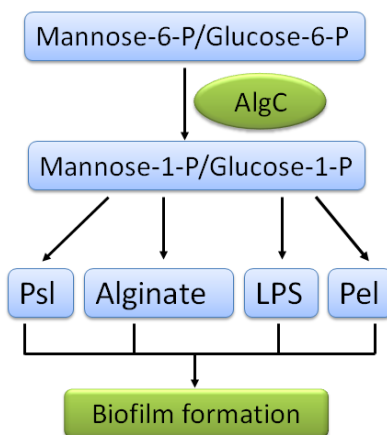 Mannose-6-P/Glucose-6-P
AlgC
Mannose-1-P/Glucose-1-P
Psl Alginate LPS Pel
Biofilm formation